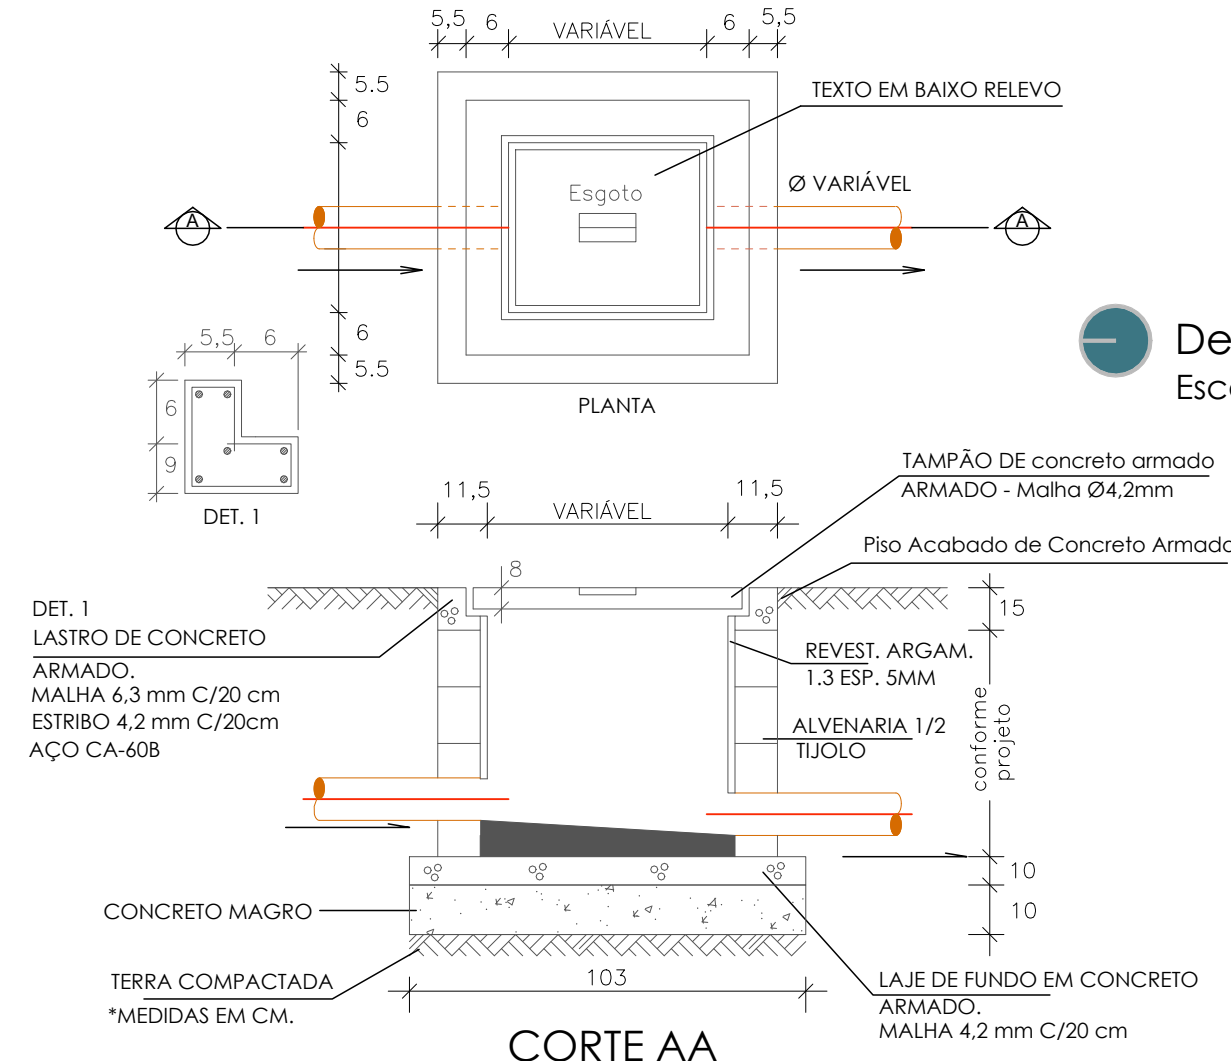 5,5 6 VARIÁVEL 6 5,5
5.5
6
TEXTO EM BAIXO RELEVO
Esgoto
Ø VARIÁVEL
A
A
6
5.5
PLANTA
5,5 6
6
9
DET. 1
11,5 VARIÁVEL 11,5
TAMPÃO DE concreto armado
ARMADO - Malha Ø4,2mm
Piso Acabado de Concreto Armado
8
15
DET. 1
LASTRO DE CONCRETO
ARMADO.
MALHA 6,3 mm C/20 cm
ESTRIBO 4,2 mm C/20cm
AÇO CA-60B
REVEST. ARGAM.
1.3 ESP. 5MM
ALVENARIA 1/2
TIJOLO
conforme
projeto
10
10
CONCRETO MAGRO
TERRA COMPACTADA
*MEDIDAS EM CM.
103
LAJE DE FUNDO EM CONCRETO
ARMADO.
MALHA 4,2 mm C/20 cm
CORTE AA